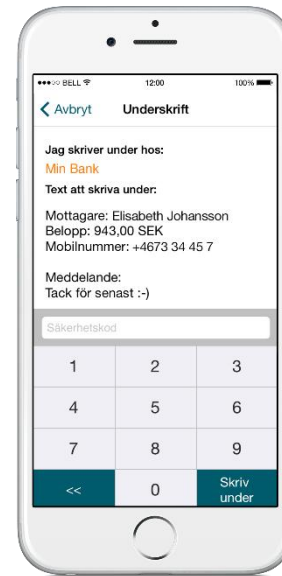 BELL 12:00 100%
Avbryt Underskrift
Jag skriver under hos:
Min Bank
Text att skriva under:
Mottagare: Elisabeth Johansson
Belopp: 943,00 SEK
Mobilnummer: +4673 34 45 7
Meddelande:
Tack för senast :-)
Säkerhetskod
1 2 3
4 5 6
7 8 9
<< 0 Skriv
under